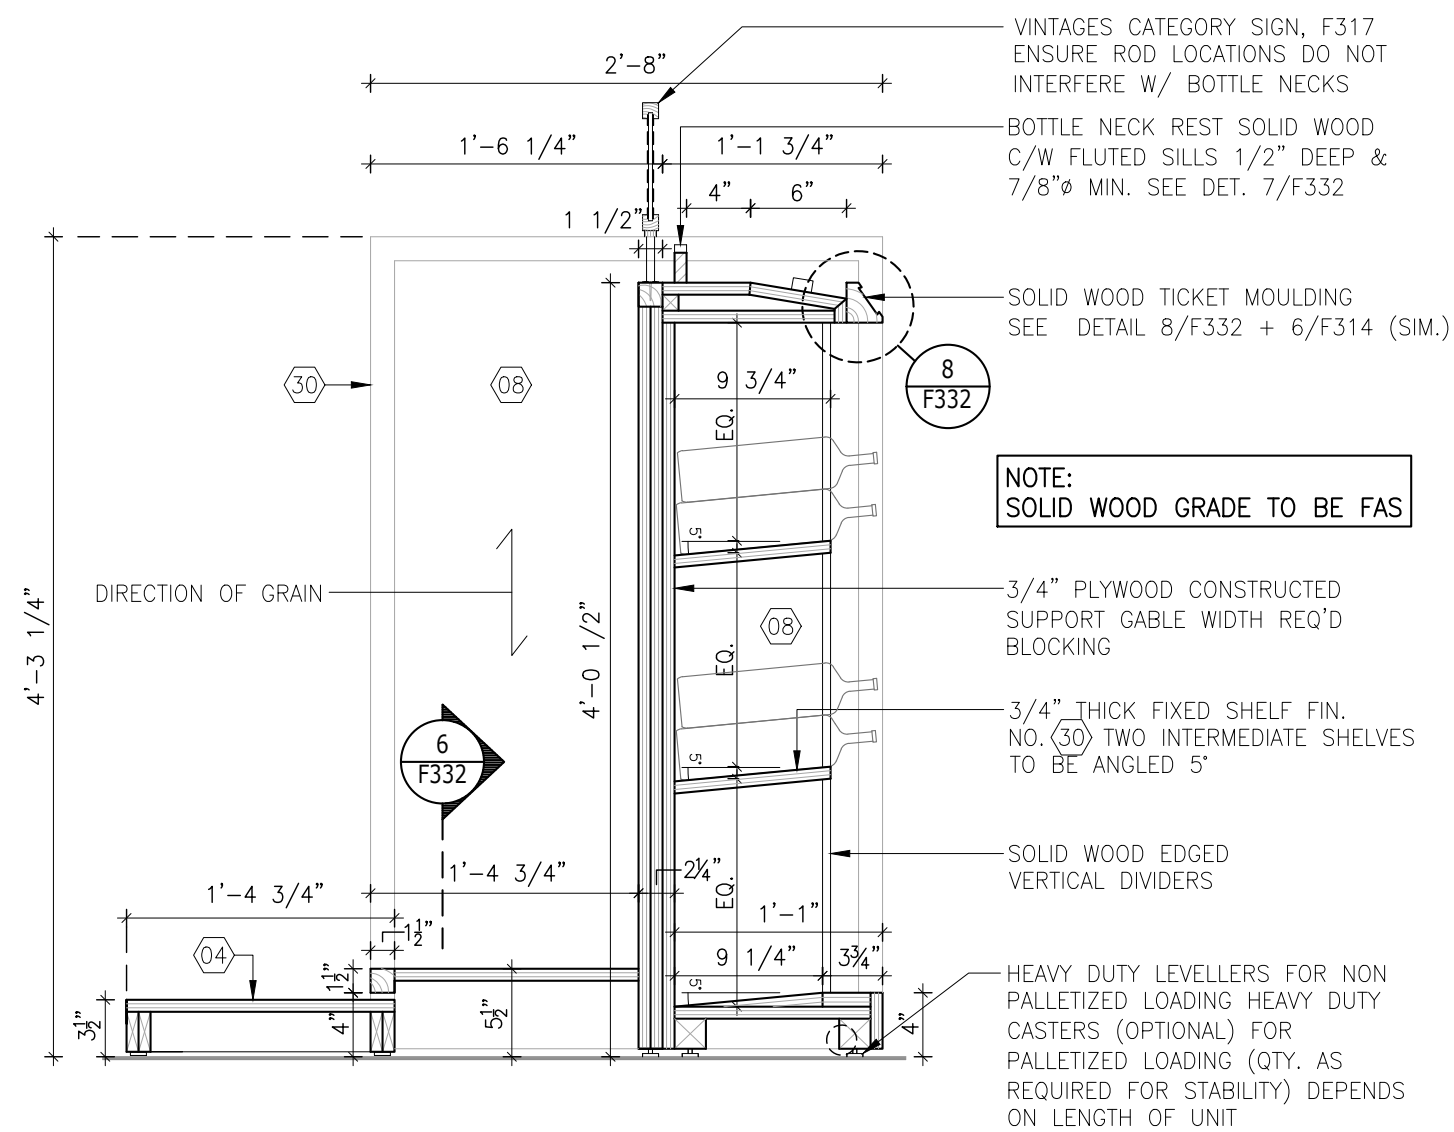 VINTAGES CATEGORY SIGN, F317
ENSURE ROD LOCATIONS DO NOT
INTERFERE W/ BOTTLE NECKS
2'-8"
BOTTLE NECK REST SOLID WOOD
C/W FLUTED SILLS 1/2" DEEP &
7/8"ø MIN. SEE DET. 7/F332
1'-6 1/4"
1'-1 3/4"
4"
6"
1 1/2"
SOLID WOOD TICKET MOULDING
SEE DETAIL 8/F332 + 6/F314 (SIM.)
8
F332
30
08
9 3/4"
EQ.
NOTE:
SOLID WOOD GRADE TO BE FAS
5°
DIRECTION OF GRAIN
4'-3 1/4"
4'-0 1/2"
3/4" PLYWOOD CONSTRUCTED
SUPPORT GABLE WIDTH REQ'D
BLOCKING
08
EQ.
3/4" THICK FIXED SHELF FIN.
NO. 30 TWO INTERMEDIATE SHELVES
TO BE ANGLED 5°
6
F332
5°
SOLID WOOD EDGED
VERTICAL DIVIDERS
1'-4 3/4"
1'-4 3/4"
2¼"
EQ.
1'-1"
1½"
04
9 1/4"
3¾"
1½"
3½"
4"
5½"
5°
4"
HEAVY DUTY LEVELLERS FOR NON
PALLETIZED LOADING HEAVY DUTY
CASTERS (OPTIONAL) FOR
PALLETIZED LOADING (QTY. AS
REQUIRED FOR STABILITY) DEPENDS
ON LENGTH OF UNIT